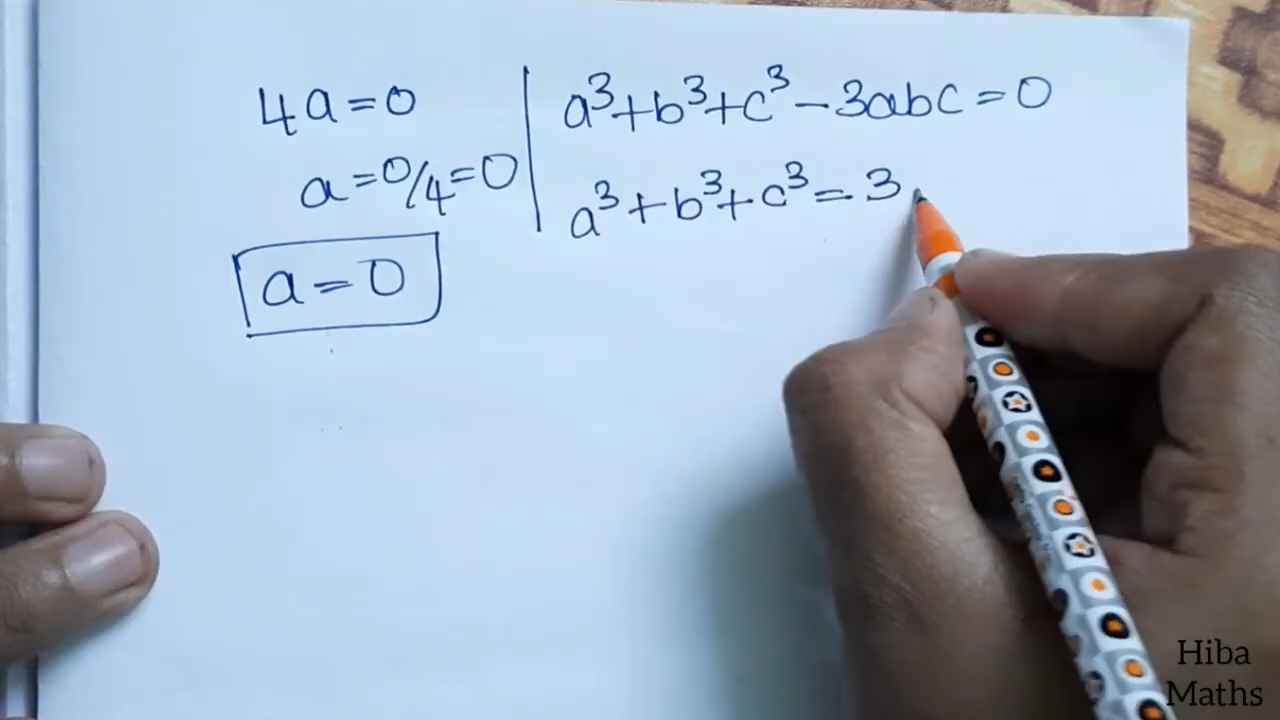 4a=0
a=0/4=0
a=0
a³+b³+c³-3abc=0
a³+b³+c³=3
Hiba
Maths